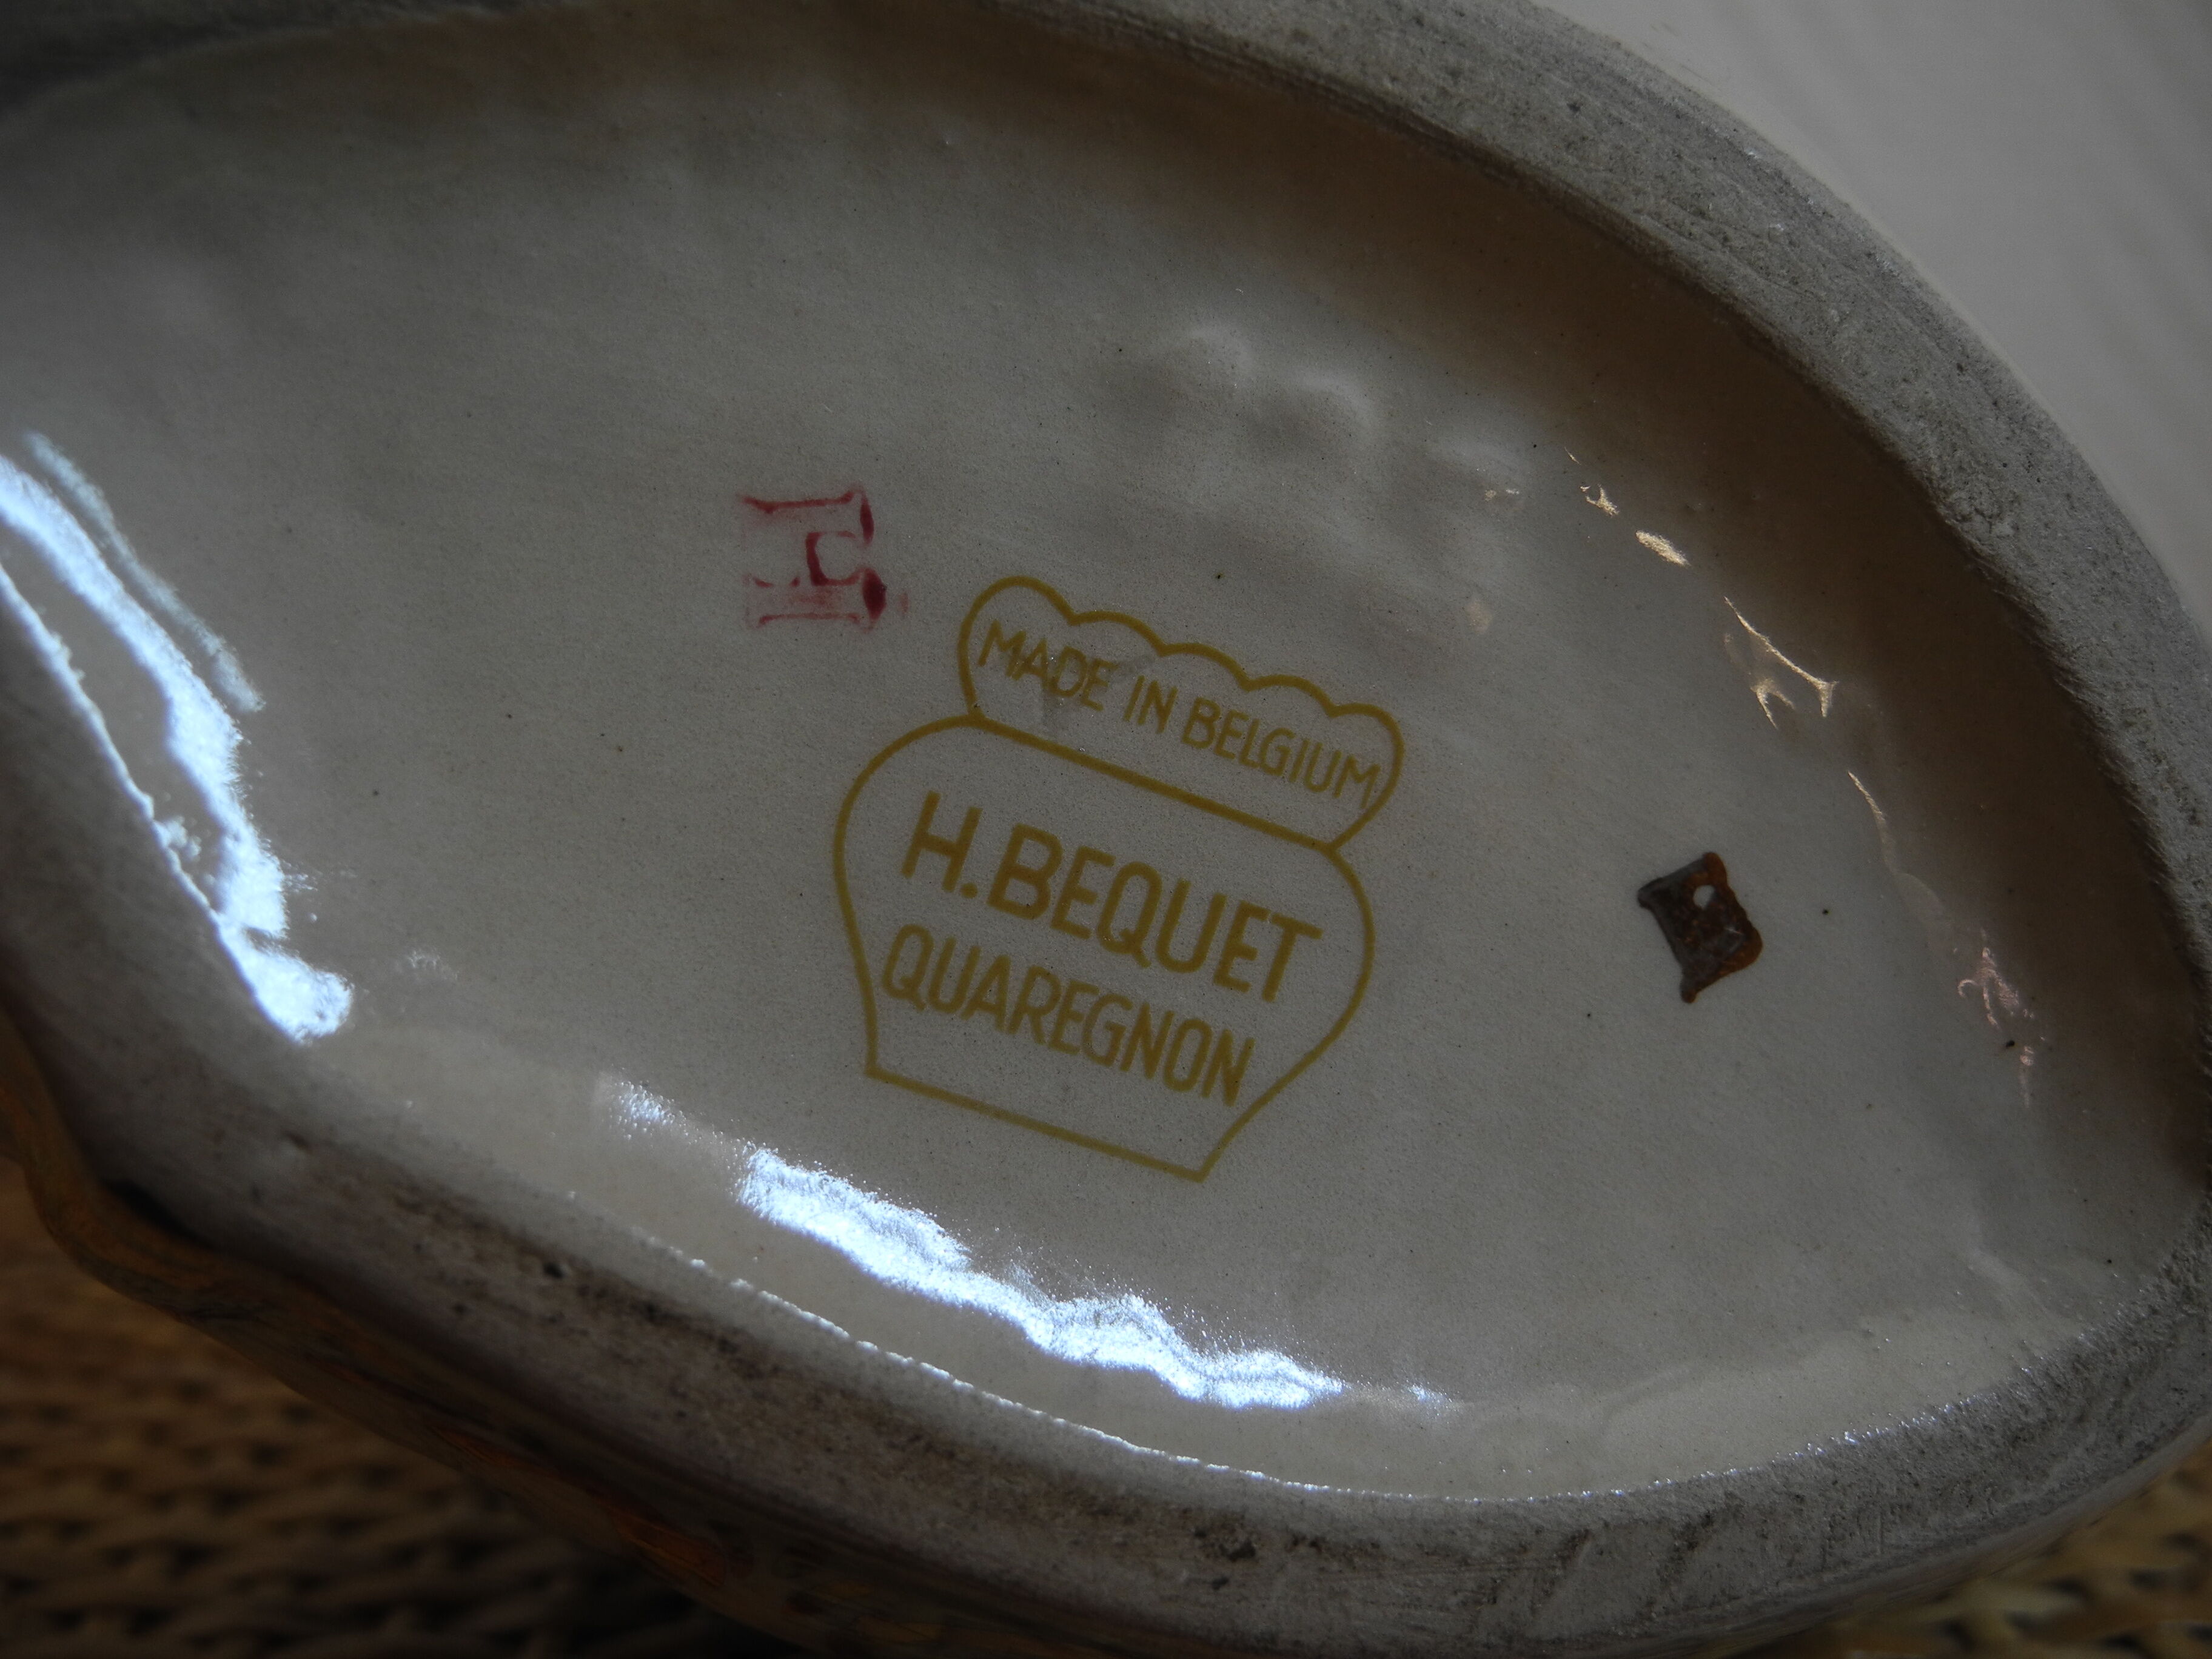 H
MADE IN BELGIUM
H. BEQUET
QUAREGNON